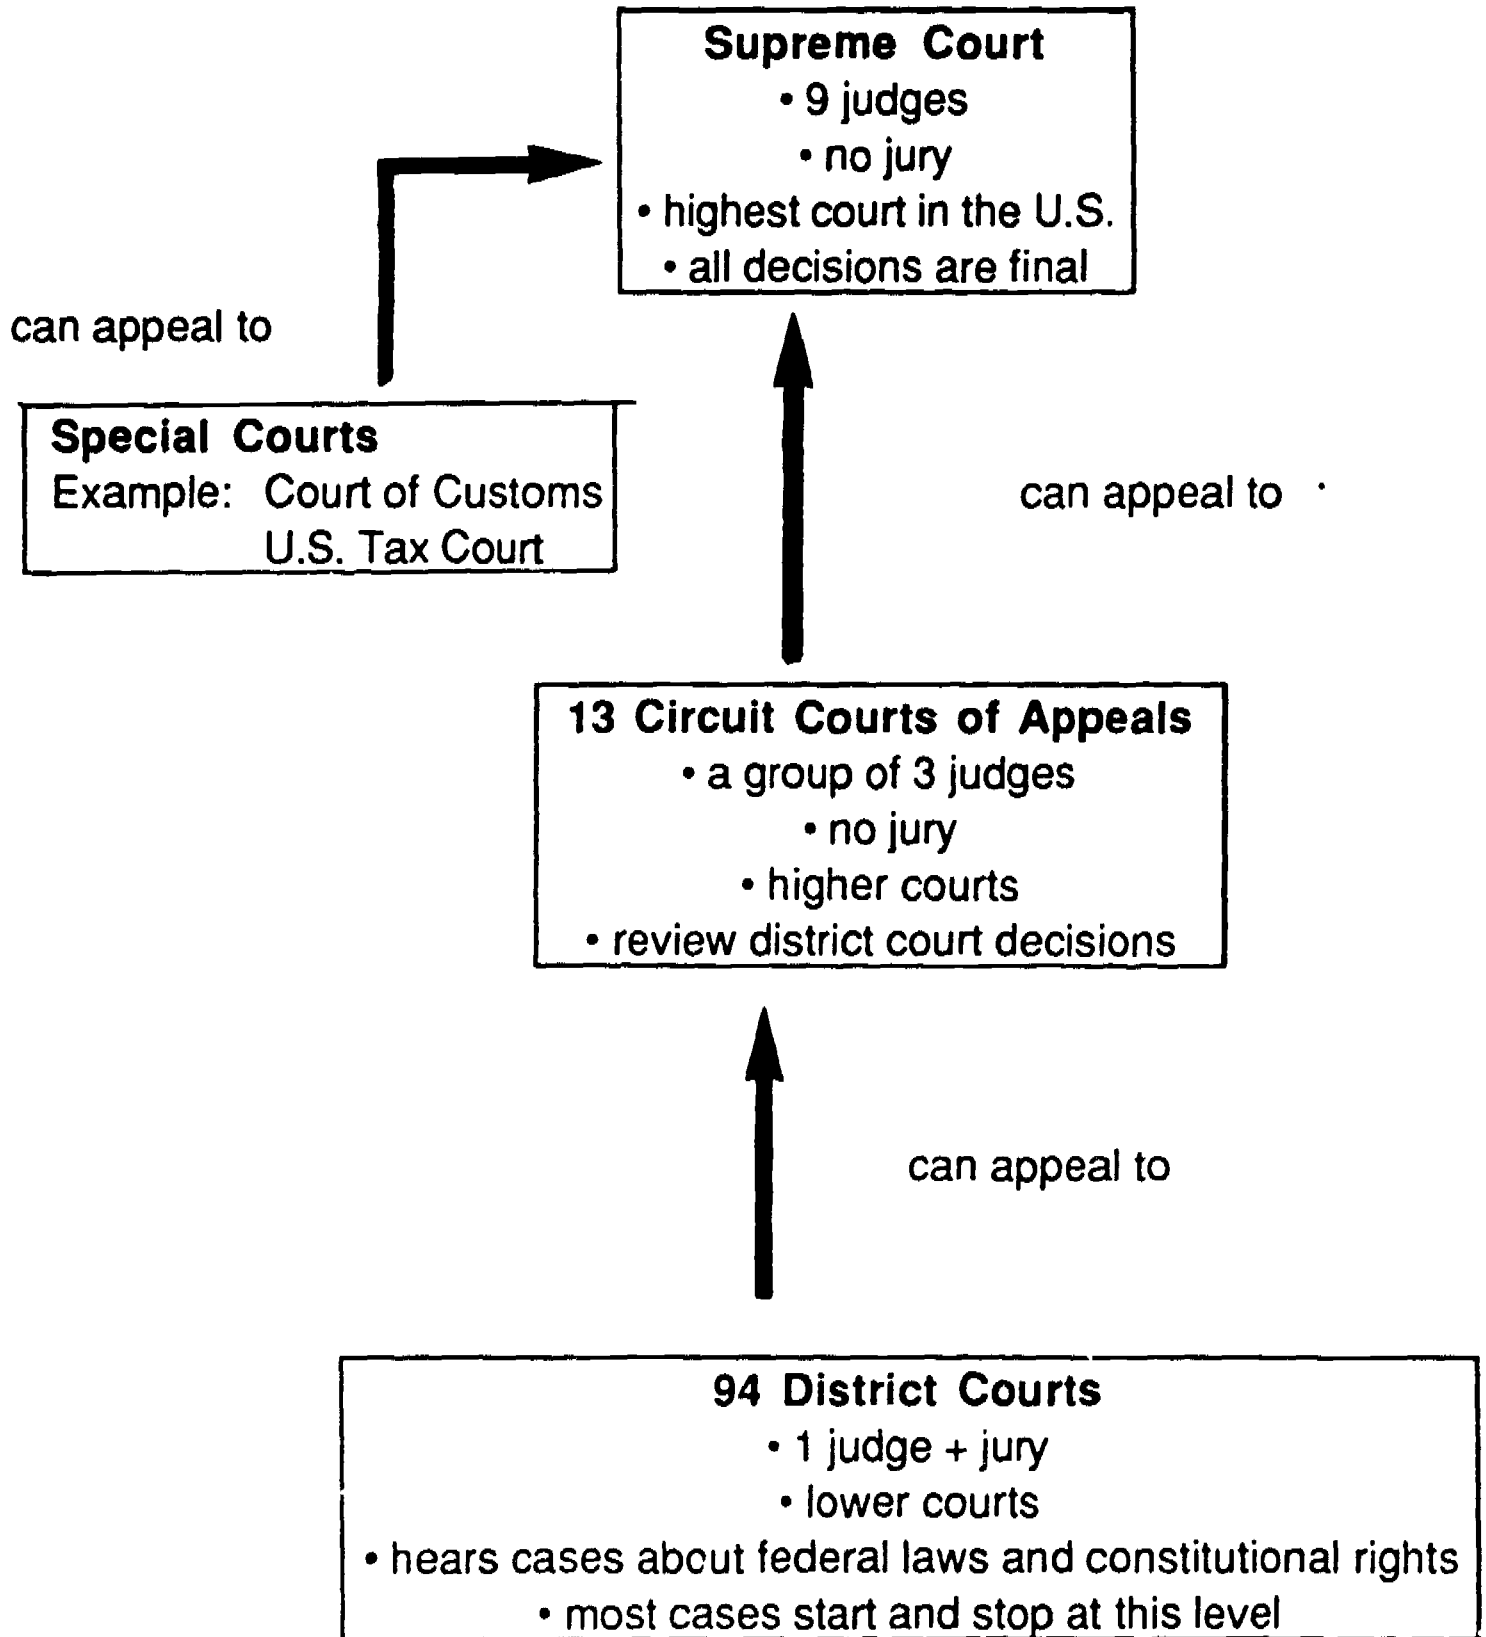 Supreme Court
• 9 judges
• no jury
• highest court in the U.S.
• all decisions are final
can appeal to
Special Courts
Example: Court of Customs
U.S. Tax Court
can appeal to
13 Circuit Courts of Appeals
• a group of 3 judges
• no jury
• higher courts
• review district court decisions
can appeal to
94 District Courts
• 1 judge + jury
• lower courts
• hears cases about federal laws and constitutional rights
• most cases start and stop at this level